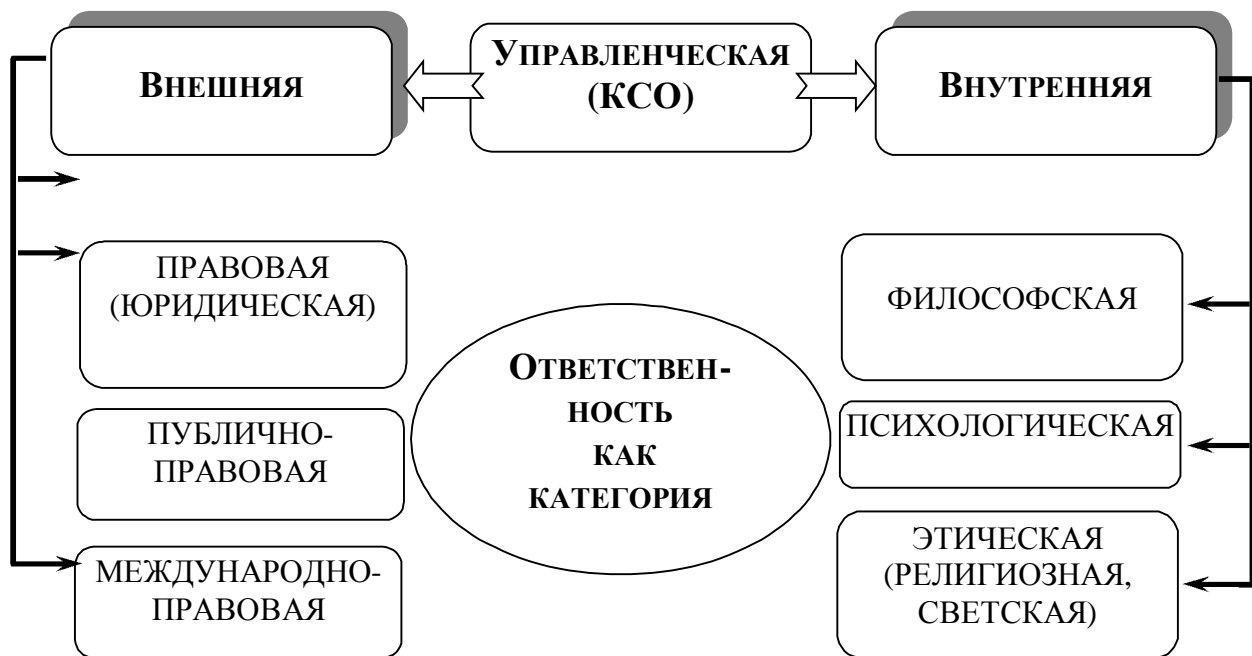 ВНЕШНЯЯ
УПРАВЛЕНЧЕСКАЯ
(КСО)
ВНУТРЕННЯЯ
ПРАВОВАЯ
(ЮРИДИЧЕСКАЯ)
ПУБЛИЧНО-
ПРАВОВАЯ
МЕЖДУНАРОДНО-
ПРАВОВАЯ
ОТВЕТСТВЕН-
НОСТЬ
КАК
КАТЕГОРИЯ
ФИЛОСОФСКАЯ
ПСИХОЛОГИЧЕСКАЯ
ЭТИЧЕСКАЯ
(РЕЛИГИОЗНАЯ,
СВЕТСКАЯ)